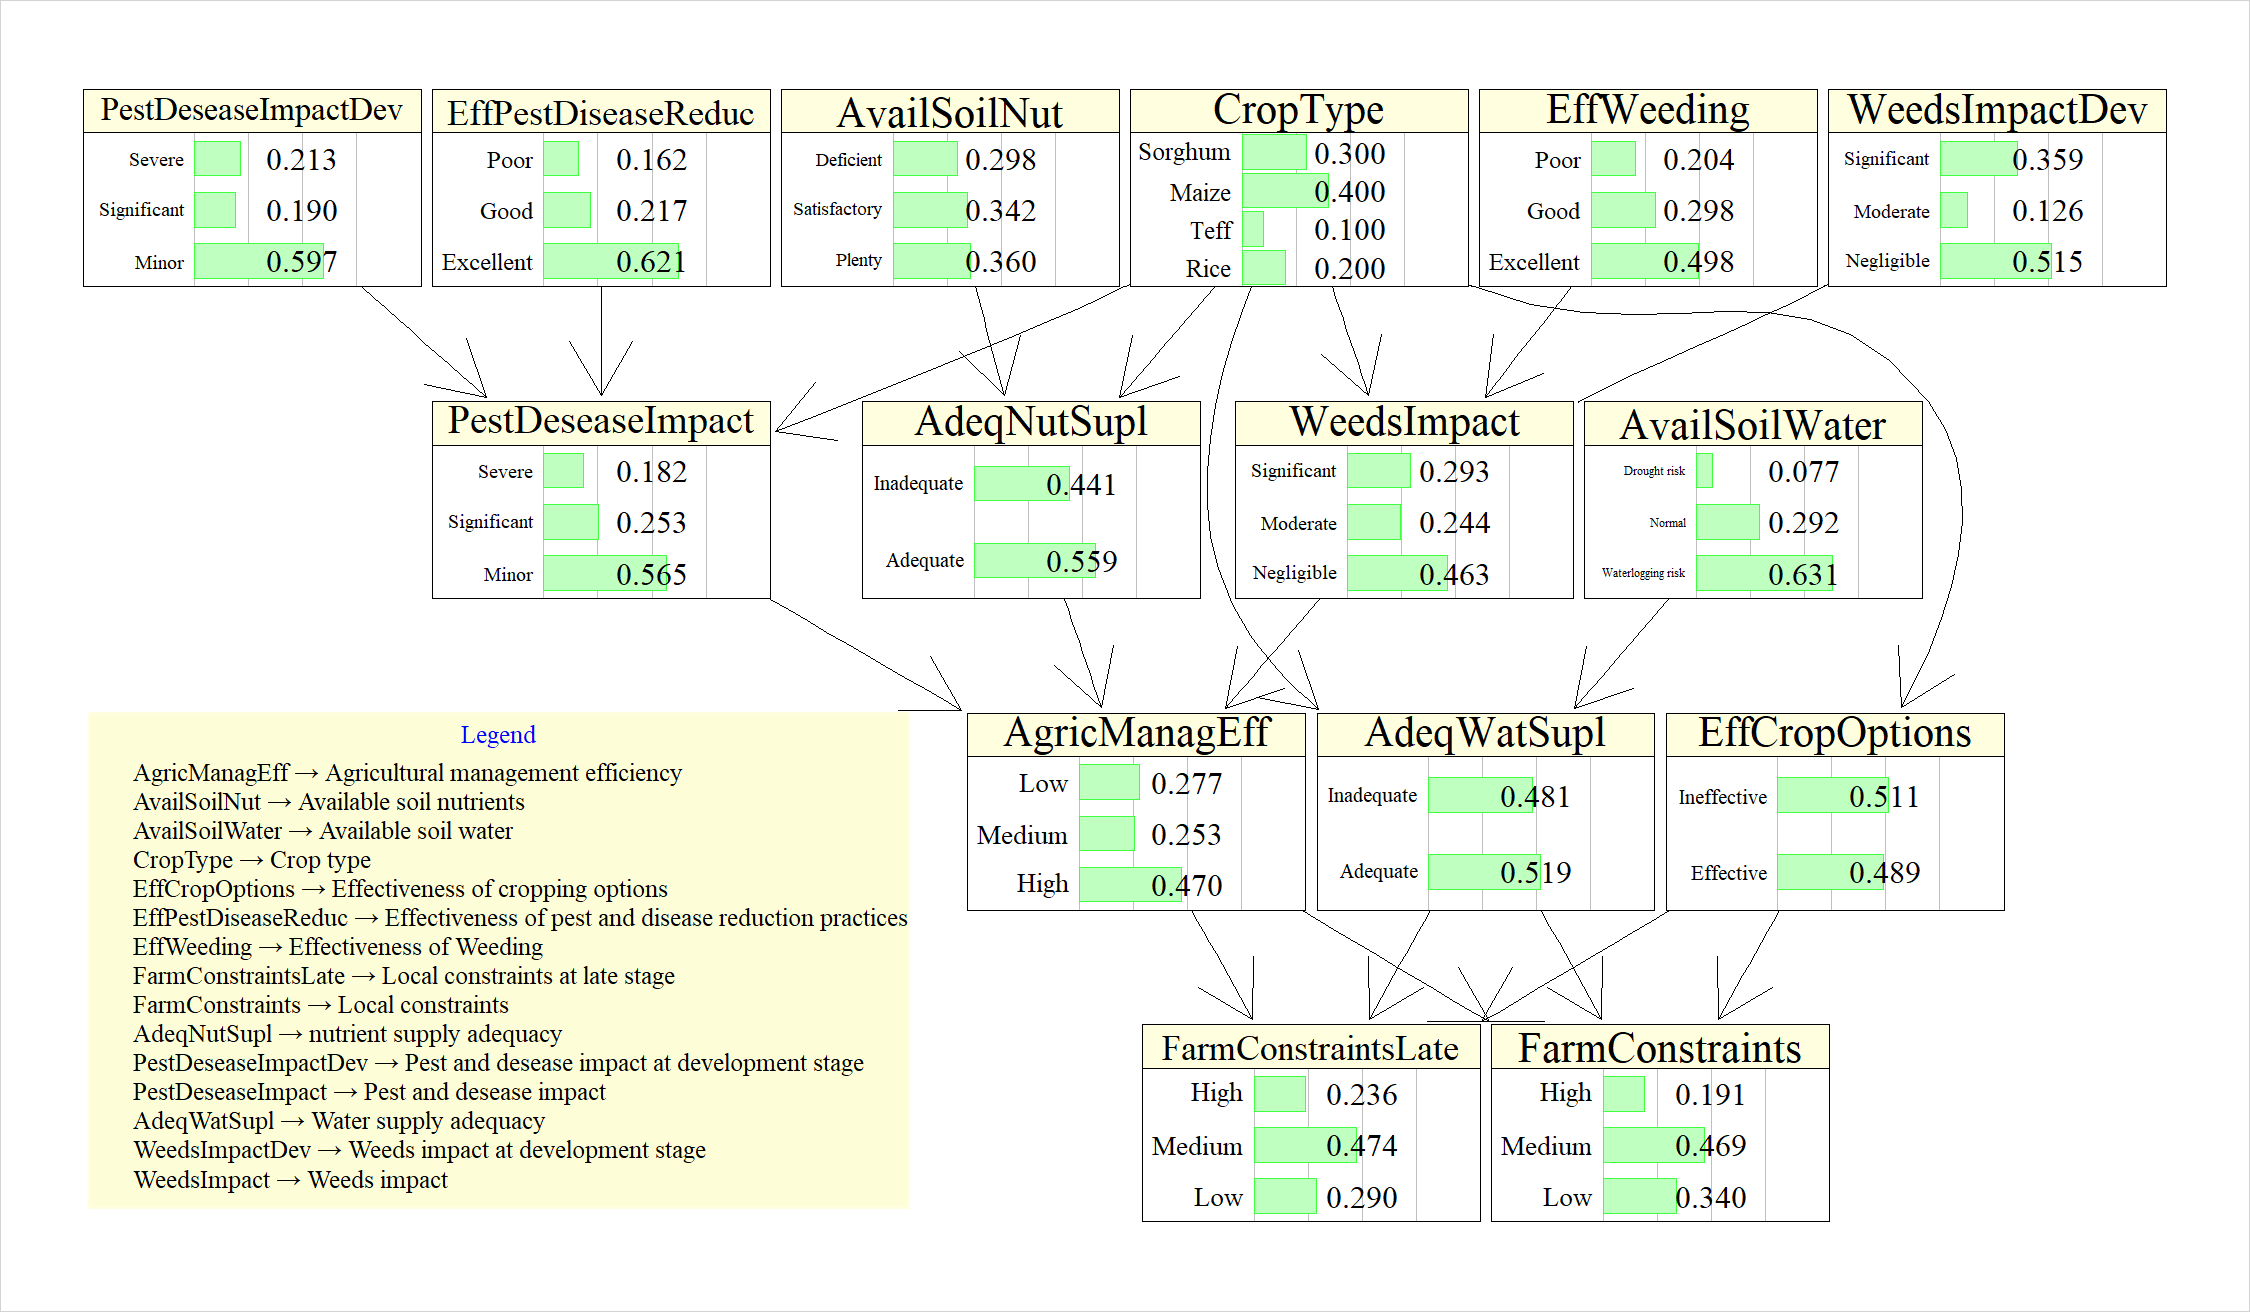 PestDeseaseImpactDev
Severe 0.213
Significant 0.190
Minor 0.597
EffPestDiseaseReduc
Poor 0.162
Good 0.217
Excellent 0.621
AvailSoilNut
Deficient 0.298
Satisfactory 0.342
Plenty 0.360
CropType
Sorghum 0.300
Maize 0.400
Teff 0.100
Rice 0.200
EffWeeding
Poor 0.204
Good 0.298
Excellent 0.498
WeedsImpactDev
Significant 0.359
Moderate 0.126
Negligible 0.515
PestDeseaseImpact
Severe 0.182
Significant 0.253
Minor 0.565
AdeqNutSupl
Inadequate 0.441
Adequate 0.559
WeedsImpact
Significant 0.293
Moderate 0.244
Negligible 0.463
AvailSoilWater
Drought risk 0.077
Normal 0.292
Waterlogging risk 0.631
AgricManagEff
Low 0.277
Medium 0.253
High 0.470
AdeqWatSupl
Inadequate 0.481
Adequate 0.519
EffCropOptions
Ineffective 0.511
Effective 0.489
FarmConstraintsLate
High 0.236
Medium 0.474
Low 0.290
FarmConstraints
High 0.191
Medium 0.469
Low 0.340
Legend
AgricManagEff → Agricultural management efficiency
AvailSoilNut → Available soil nutrients
AvailSoilWater → Available soil water
CropType → Crop type
EffCropOptions → Effectiveness of cropping options
EffPestDiseaseReduc → Effectiveness of pest and disease reduction practices
EffWeeding → Effectiveness of Weeding
FarmConstraintsLate → Local constraints at late stage
FarmConstraints → Local constraints
AdeqNutSupl → nutrient supply adequacy
PestDeseaseImpactDev → Pest and desease impact at development stage
PestDeseaseImpact → Pest and desease impact
AdeqWatSupl → Water supply adequacy
WeedsImpactDev → Weeds impact at development stage
WeedsImpact → Weeds impact